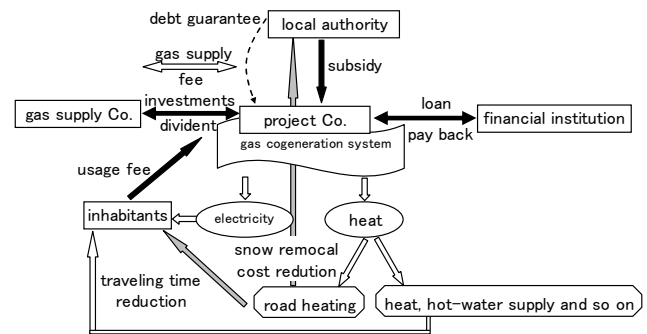 debt guarantee
local authority
gas supply
fee
subsidy
investments
divident
gas supply Co.
project Co.
loan
pay back
financial institution
gas cogeneration system
usage fee
inhabitants
electricity
heat
snow remocal
cost redution
traveling time
reduction
road heating
heat, hot-water supply and so on